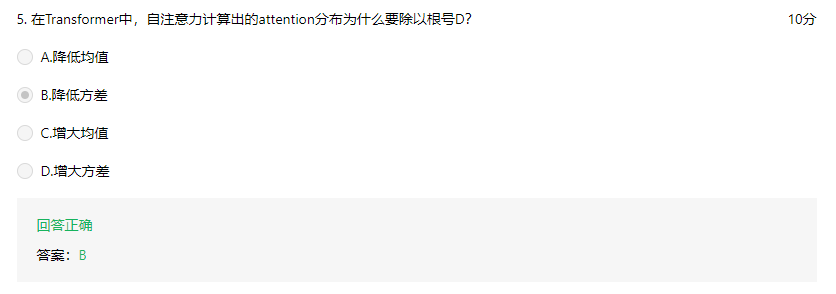 5. 在Transformer中，自注意力计算出的attention分布为什么要除以根号D？ 10分
A.降低均值
B.降低方差
C.增大均值
D.增大方差
回答正确
答案：B